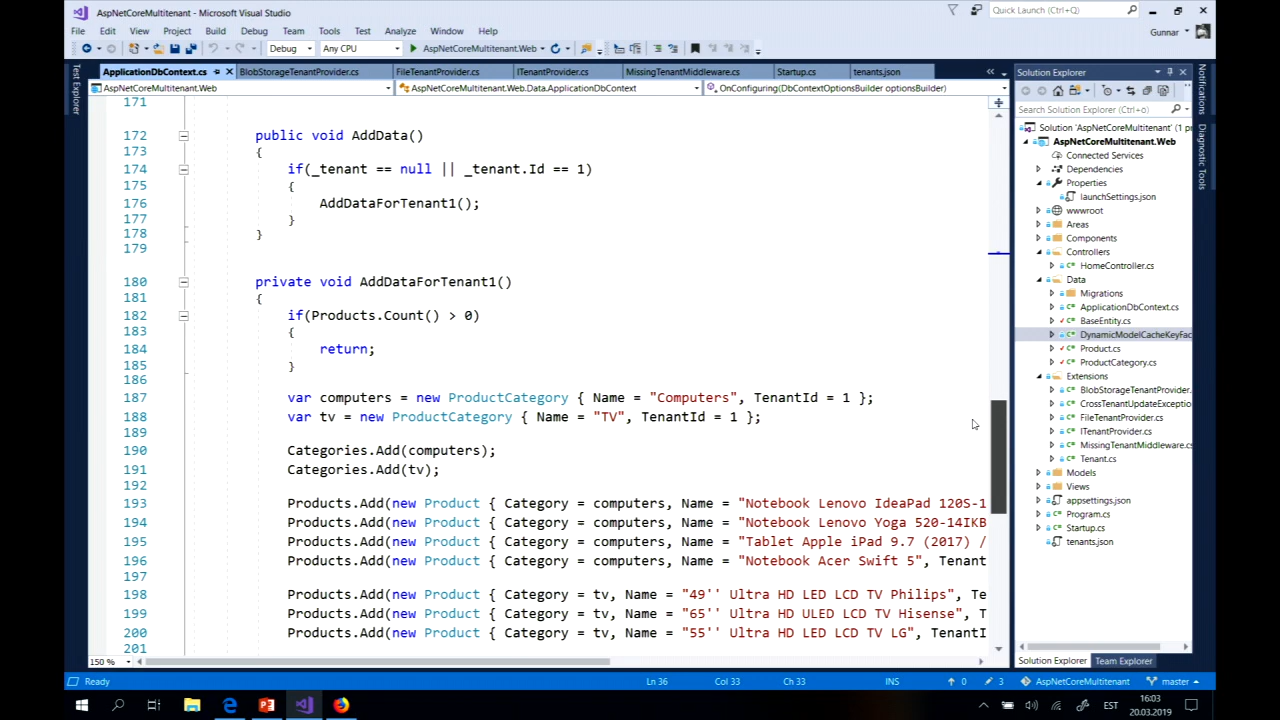 AspNetCoreMultitenant - Microsoft Visual Studio
Quick Launch (Ctrl+Q)
File Edit View Project Build Debug Team Tools Test Analyze Window Help
Gunnar
Debug Any CPU AspNetCoreMultitenant.Web
Test Explorer
ApplicationDbContext.cs BlobStorageTenantProvider.cs FileTenantProvider.cs ITenantProvider.cs MissingTenantMiddleware.cs Startup.cs tenants.json
AspNetCoreMultitenant.Web AspNetCoreMultitenant.Web.Data.ApplicationDbContext OnConfiguring(DbContextOptionsBuilder optionsBuilder)
171
172 public void AddData()
173 {
174 if(_tenant == null || _tenant.Id == 1)
175 {
176 AddDataForTenant1();
177 }
178 }
179
180 private void AddDataForTenant1()
181 {
182 if(Products.Count() > 0)
183 {
184 return;
185 }
186
187 var computers = new ProductCategory { Name = "Computers", TenantId = 1 };
188 var tv = new ProductCategory { Name = "TV", TenantId = 1 };
189
190 Categories.Add(computers);
191 Categories.Add(tv);
192
193 Products.Add(new Product { Category = computers, Name = "Notebook Lenovo IdeaPad 120S-1
194 Products.Add(new Product { Category = computers, Name = "Notebook Lenovo Yoga 520-14IKB
195 Products.Add(new Product { Category = computers, Name = "Tablet Apple iPad 9.7 (2017) /
196 Products.Add(new Product { Category = computers, Name = "Notebook Acer Swift 5", Tenant
197
198 Products.Add(new Product { Category = tv, Name = "49'' Ultra HD LED LCD TV Philips", Te
199 Products.Add(new Product { Category = tv, Name = "65'' Ultra HD ULED LCD TV Hisense", T
200 Products.Add(new Product { Category = tv, Name = "55'' Ultra HD LED LCD TV LG", TenantI
201
150 %
Solution Explorer
Search Solution Explorer (Ctrl+o)
Solution 'AspNetCoreMultitenant' (1 p
AspNetCoreMultitenant.Web
Connected Services
Dependencies
Properties
launchSettings.json
wwwroot
Areas
Components
Controllers
HomeController.cs
Data
Migrations
ApplicationDbContext.cs
BaseEntity.cs
DynamicModelCacheKeyFac
Product.cs
ProductCategory.cs
Extensions
BlobStorageTenantProvider.
CrossTenantUpdateExceptio
FileTenantProvider.cs
ITenantProvider.cs
MissingTenantMiddleware.cs
Tenant.cs
Models
Views
appsettings.json
Program.cs
Startup.cs
tenants.json
Solution Explorer Team Explorer
Notifications
Diagnostic Tools
Ready Ln 36 Col 33 Ch 33 INS 0 3 AspNetCoreMultitenant master
EST
16:03
20.03.2019